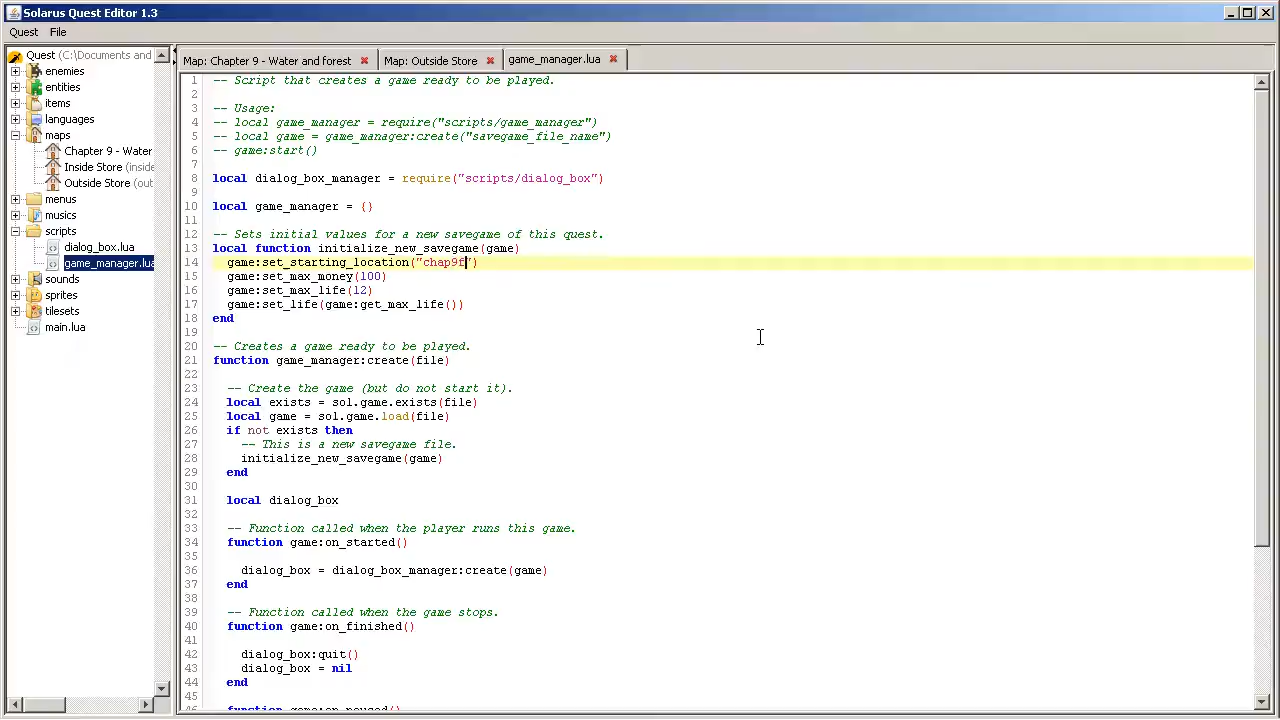 Solarus Quest Editor 1.3
Quest File
Quest (C:\Documents and
enemies
entities
items
languages
maps
Chapter 9 - Water
Inside Store (inside
Outside Store (out
menus
musics
scripts
dialog_box.lua
game_manager.lua
sounds
sprites
tilesets
main.lua
Map: Chapter 9 - Water and forest
Map: Outside Store
game_manager.lua
1 -- Script that creates a game ready to be played.
2
3 -- Usage:
4 -- local game_manager = require("scripts/game_manager")
5 -- local game = game_manager:create("savegame_file_name")
6 -- game:start()
7
8 local dialog_box_manager = require("scripts/dialog_box")
9
10 local game_manager = {}
11
12 -- Sets initial values for a new savegame of this quest.
13 local function initialize_new_savegame(game)
14 game:set_starting_location("chap9f")
15 game:set_max_money(100)
16 game:set_max_life(12)
17 game:set_life(game:get_max_life())
18 end
19
20 -- Creates a game ready to be played.
21 function game_manager:create(file)
22
23 -- Create the game (but do not start it).
24 local exists = sol.game.exists(file)
25 local game = sol.game.load(file)
26 if not exists then
27 -- This is a new savegame file.
28 initialize_new_savegame(game)
29 end
30
31 local dialog_box
32
33 -- Function called when the player runs this game.
34 function game:on_started()
35
36 dialog_box = dialog_box_manager:create(game)
37 end
38
39 -- Function called when the game stops.
40 function game:on_finished()
41
42 dialog_box:quit()
43 dialog_box = nil
44 end
45
46 function game:on_paused()